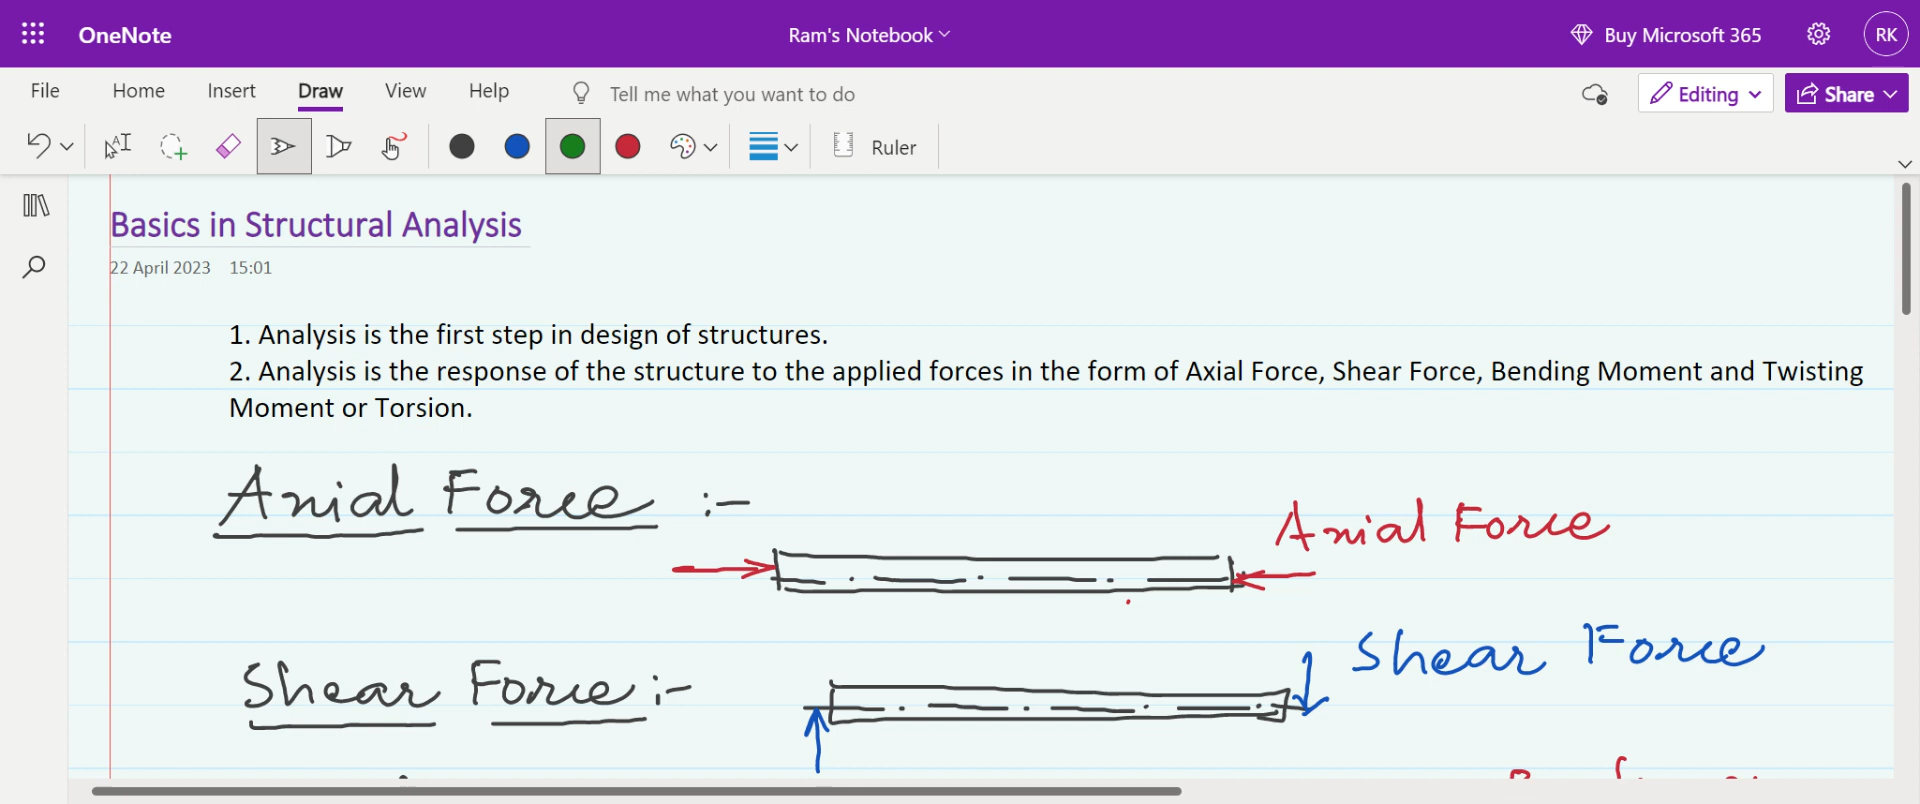 OneNote
Ram's Notebook
Buy Microsoft 365
RK
File Home Insert Draw View Help Tell me what you want to do
Editing
Share
Ruler
Basics in Structural Analysis
22 April 2023 15:01
1. Analysis is the first step in design of structures.
2. Analysis is the response of the structure to the applied forces in the form of Axial Force, Shear Force, Bending Moment and Twisting
Moment or Torsion.
Axial Force :-
Axial Force
Shear Force
Shear Force :-